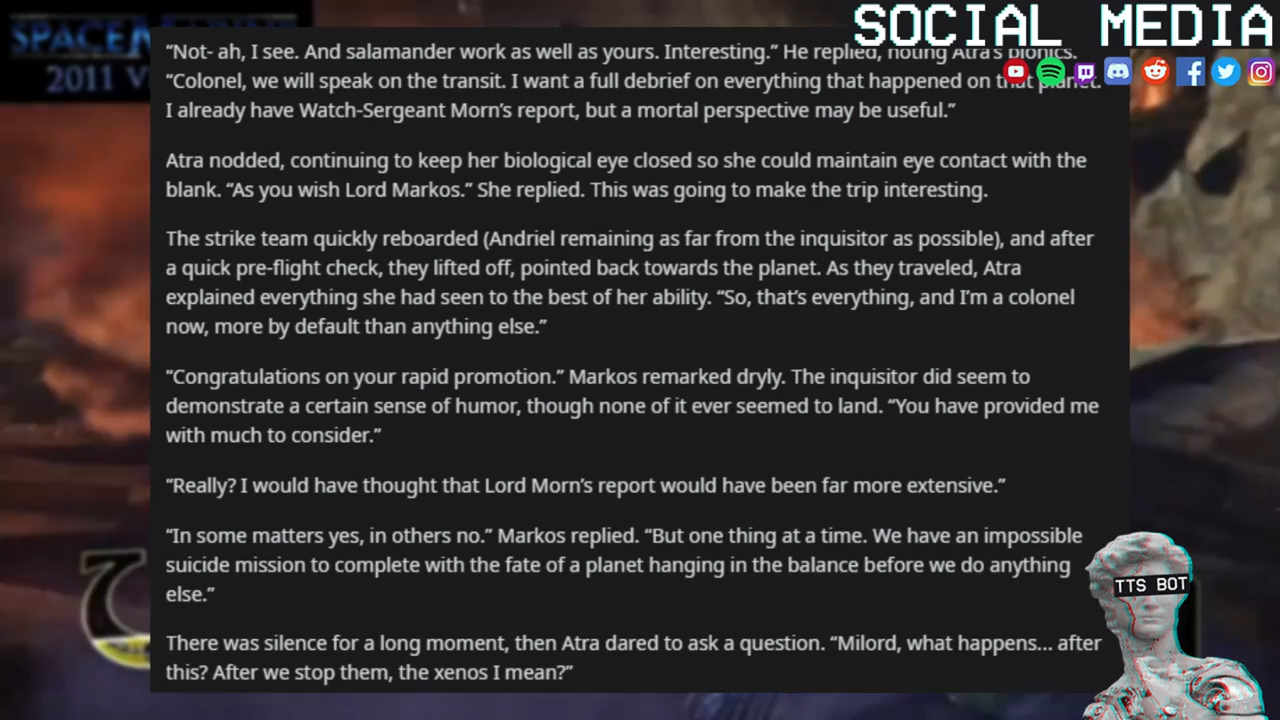 SOCIAL MEDIA
SPACE
2011 V
“Not- ah, I see. And salamander work as well as yours. Interesting.” He replied, noting Atra’s bionics.
“Colonel, we will speak on the transit. I want a full debrief on everything that happened on that planet.
I already have Watch-Sergeant Morn’s report, but a mortal perspective may be useful.”
Atra nodded, continuing to keep her biological eye closed so she could maintain eye contact with the
blank. “As you wish Lord Markos.” She replied. This was going to make the trip interesting.
The strike team quickly reboarded (Andriel remaining as far from the inquisitor as possible), and after
a quick pre-flight check, they lifted off, pointed back towards the planet. As they traveled, Atra
explained everything she had seen to the best of her ability. “So, that’s everything, and I’m a colonel
now, more by default than anything else.”
“Congratulations on your rapid promotion.” Markos remarked dryly. The inquisitor did seem to
demonstrate a certain sense of humor, though none of it ever seemed to land. “You have provided me
with much to consider.”
“Really? I would have thought that Lord Morn’s report would have been far more extensive.”
“In some matters yes, in others no.” Markos replied. “But one thing at a time. We have an impossible
suicide mission to complete with the fate of a planet hanging in the balance before we do anything
else.”
There was silence for a long moment, then Atra dared to ask a question. “Milord, what happens... after
this? After we stop them, the xenos I mean?”
TTS BOT